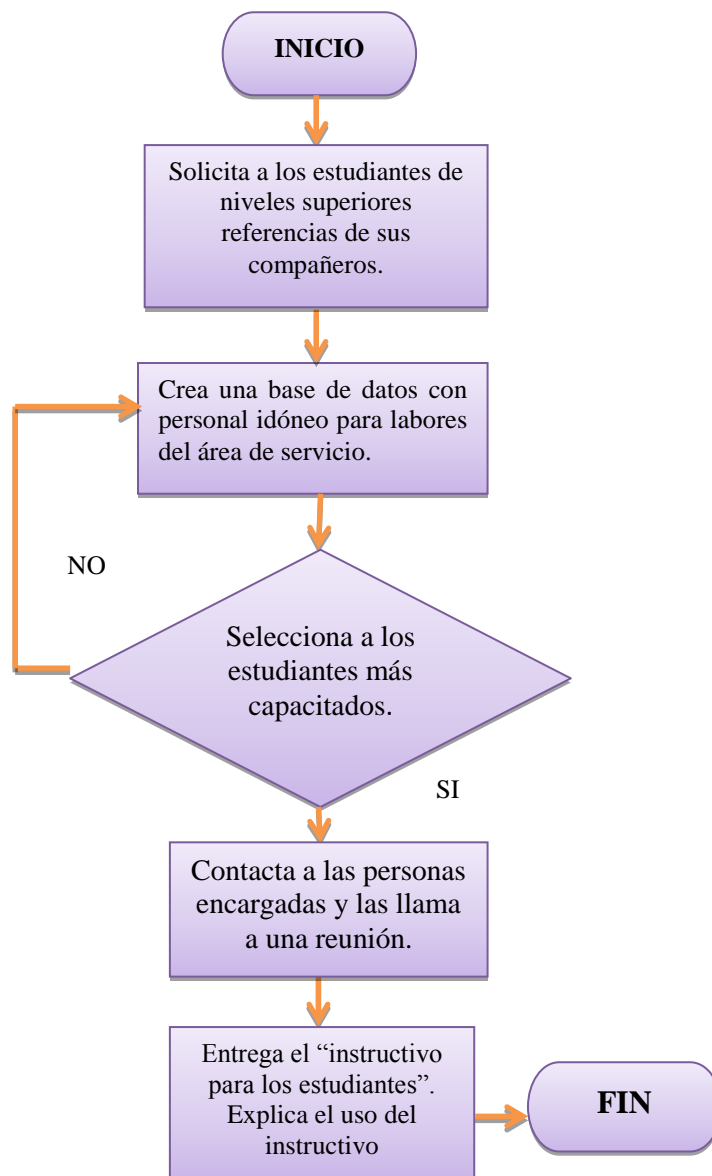 INICIO
Solicita a los estudiantes de
niveles superiores
referencias de sus
compañeros.
Crea una base de datos con
personal idóneo para labores
del área de servicio.
NO
Selecciona a los
estudiantes más
capacitados.
SI
Contacta a las personas
encargadas y las llama
a una reunión.
Entrega el “instructivo
para los estudiantes”.
Explica el uso del
instructivo
FIN